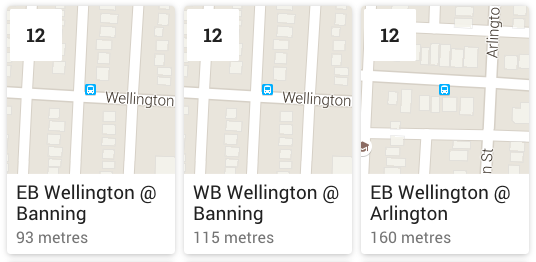 12
Wellington
EB Wellington @
Banning
93 metres
12
Wellington
WB Wellington @
Banning
115 metres
12
Arlington
n St
EB Wellington @
Arlington
160 metres